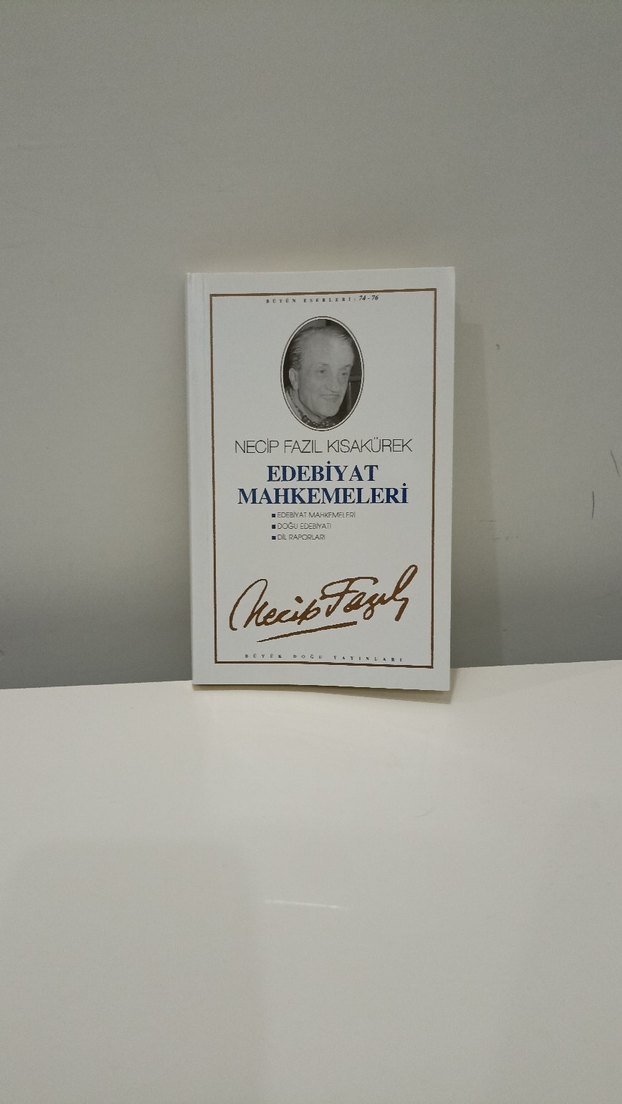 BÜTÜN ESERLERİ: 74 - 76
NECİP FAZIL KISAKÜREK
EDEBİYAT
MAHKEMELERİ
■ EDEBİYAT MAHKEMELERİ
■ DOĞU EDEBİYATI
■ DİL RAPORLARI
Necip Fazıl
BÜYÜK DOĞU YAYINLARI